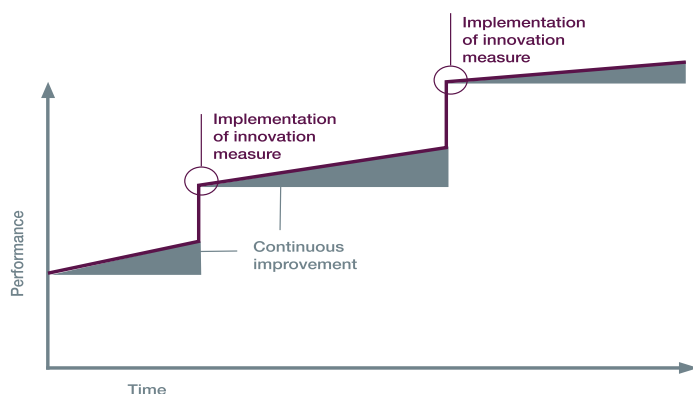 Implementation
of innovation
measure
Implementation
of innovation
measure
Continuous
improvement
Performance
Time